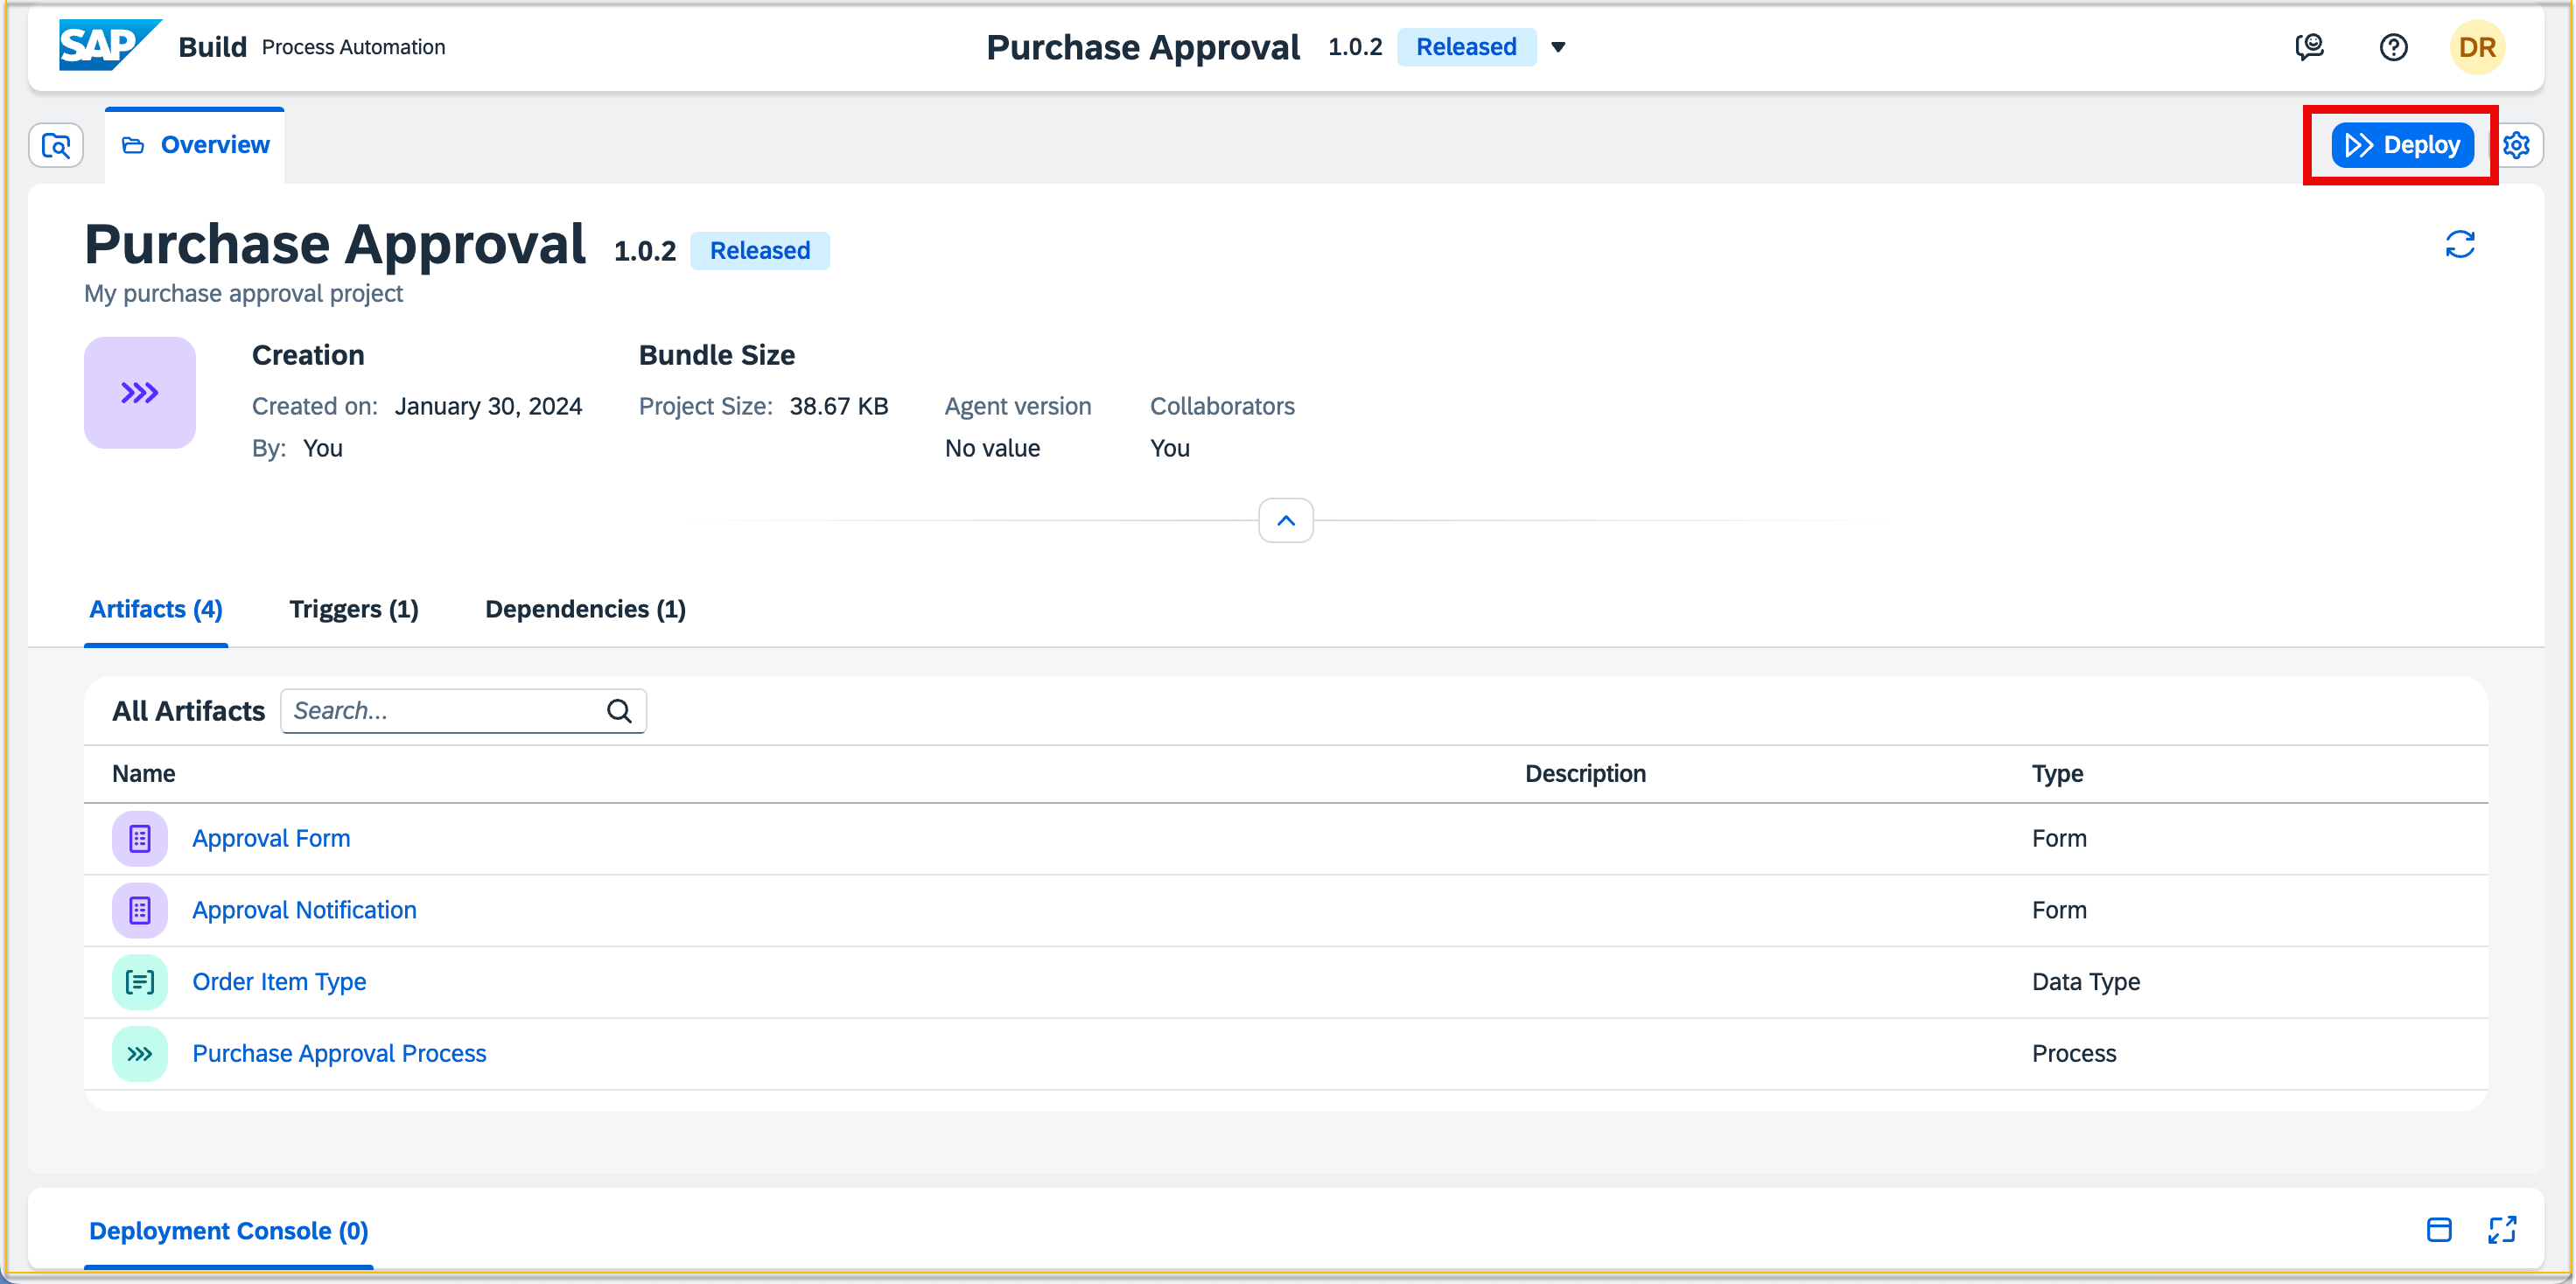 SAP Build Process Automation
Purchase Approval 1.0.2 Released
DR
Overview
Deploy
Purchase Approval 1.0.2 Released
My purchase approval project
Creation
Created on: January 30, 2024
By: You
Bundle Size
Project Size: 38.67 KB
Agent version
No value
Collaborators
You
Artifacts (4) Triggers (1) Dependencies (1)
All Artifacts Search...
Name Description Type
Approval Form Form
Approval Notification Form
Order Item Type Data Type
Purchase Approval Process Process
Deployment Console (0)